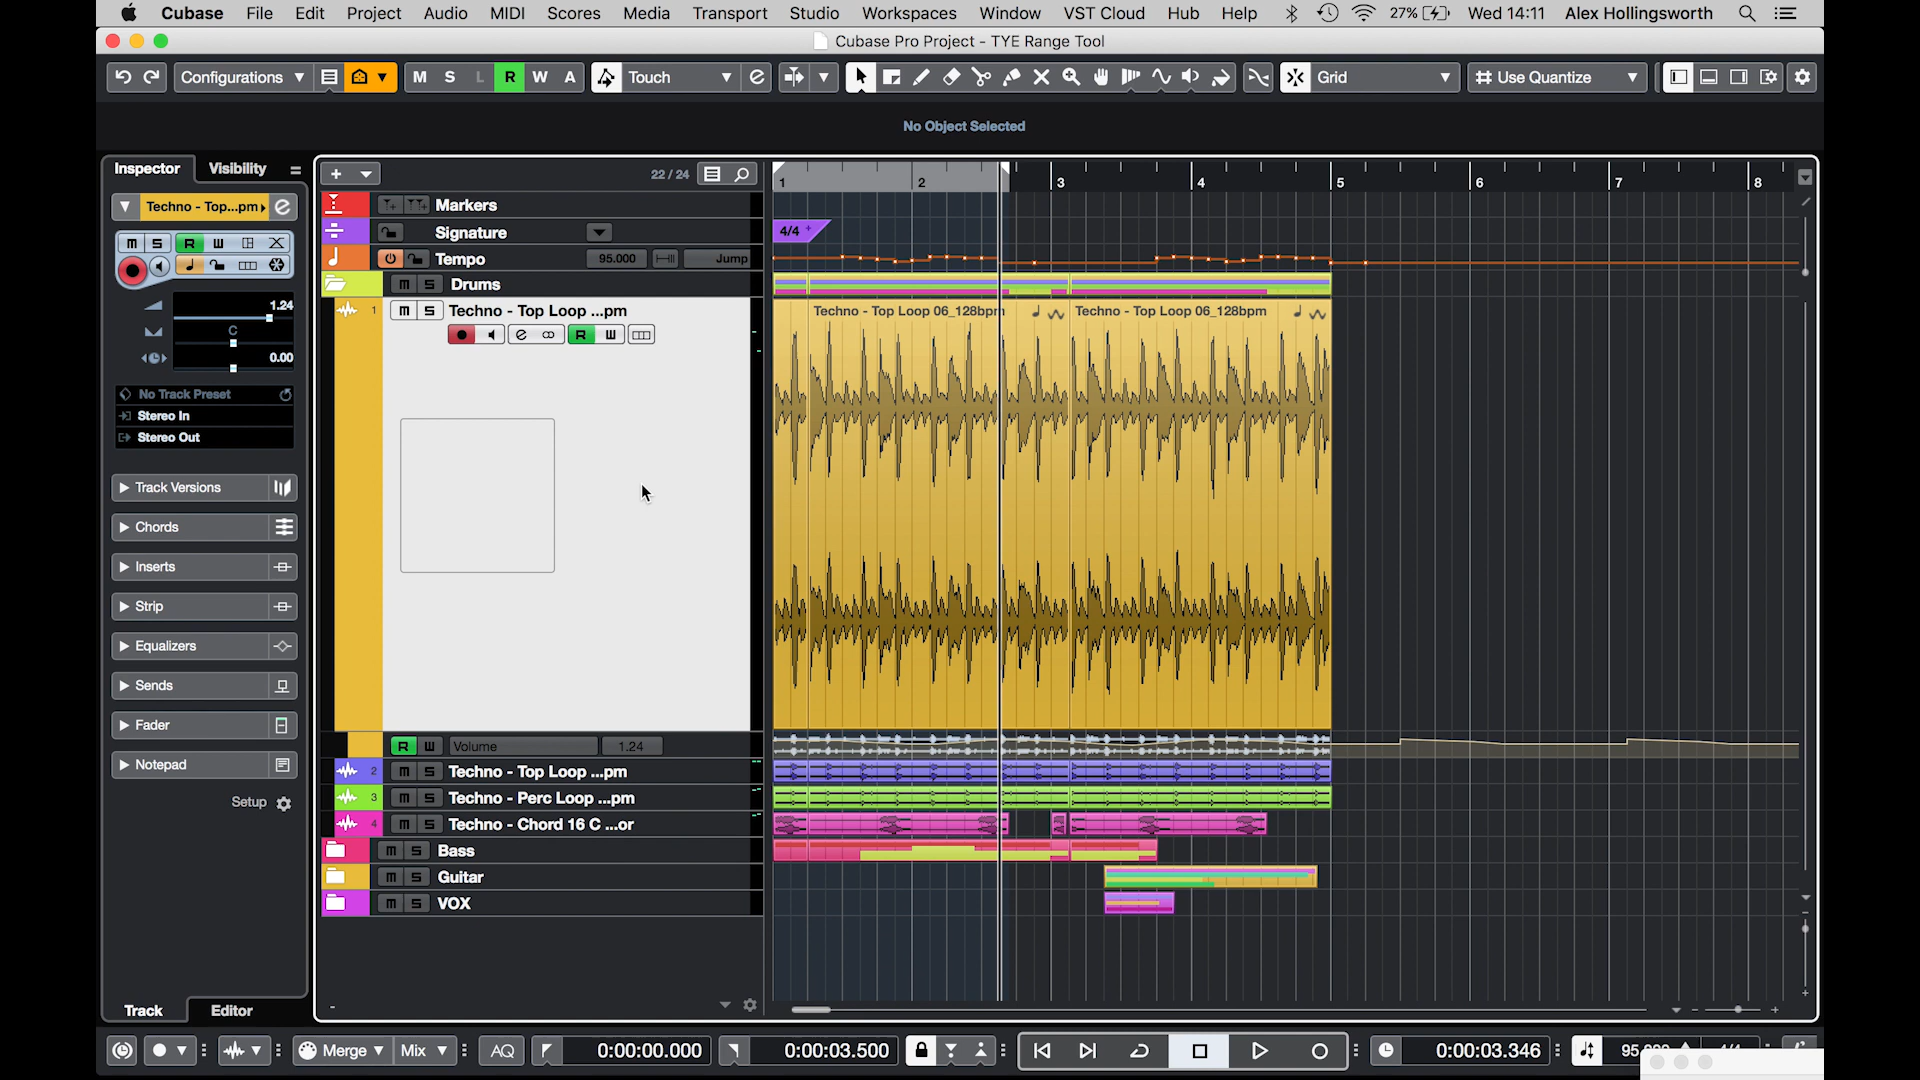 Cubase File Edit Project Audio MIDI Scores Media Transport Studio Workspaces Window VST Cloud Hub Help 27% Wed 14:11 Alex Hollingsworth
Cubase Pro Project - TYE Range Tool
Configurations M S L R W A Touch Grid Use Quantize
No Object Selected
Inspector Visibility
22 / 24
1 2 3 4 5 6 7 8
Techno - Top...pm
Markers
Signature
4/4
Tempo 95.000 Jump
m S Drums
m S R W
1 m S Techno - Top Loop ...pm
Techno - Top Loop 06_128bpm
Techno - Top Loop 06_128bpm
R W
1.24
C
0.00
No Track Preset
Stereo In
Stereo Out
Track Versions
Chords
Inserts
Strip
Equalizers
Sends
Fader
Notepad
Setup
R W Volume 1.24
2 m S Techno - Top Loop ...pm
3 m S Techno - Perc Loop ...pm
4 m S Techno - Chord 16 C ...or
m S Bass
m S Guitar
m S VOX
Track Editor
Merge Mix AQ 0:00:00.000 0:00:03.500 0:00:03.346